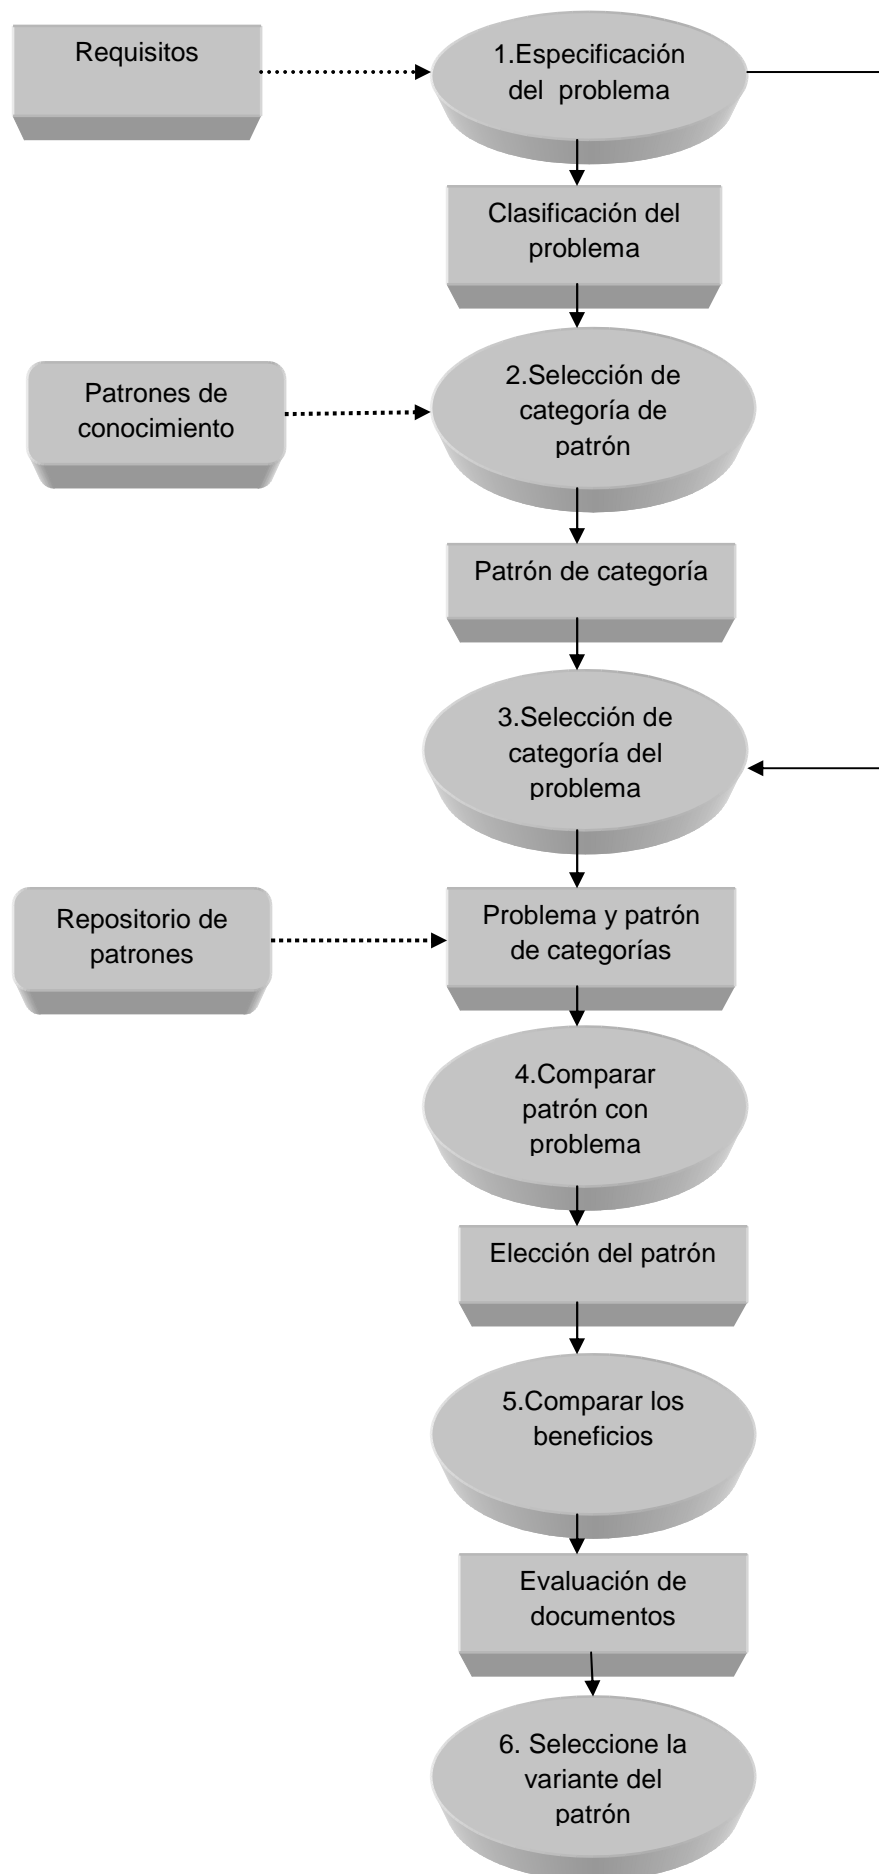 Requisitos
1.Especificación
del problema
Clasificación del
problema
Patrones de
conocimiento
2.Selección de
categoría de
patrón
Patrón de categoría
3.Selección de
categoría del
problema
Repositorio de
patrones
Problema y patrón
de categorías
4.Comparar
patrón con
problema
Elección del patrón
5.Comparar los
beneficios
Evaluación de
documentos
6. Seleccione la
variante del
patrón